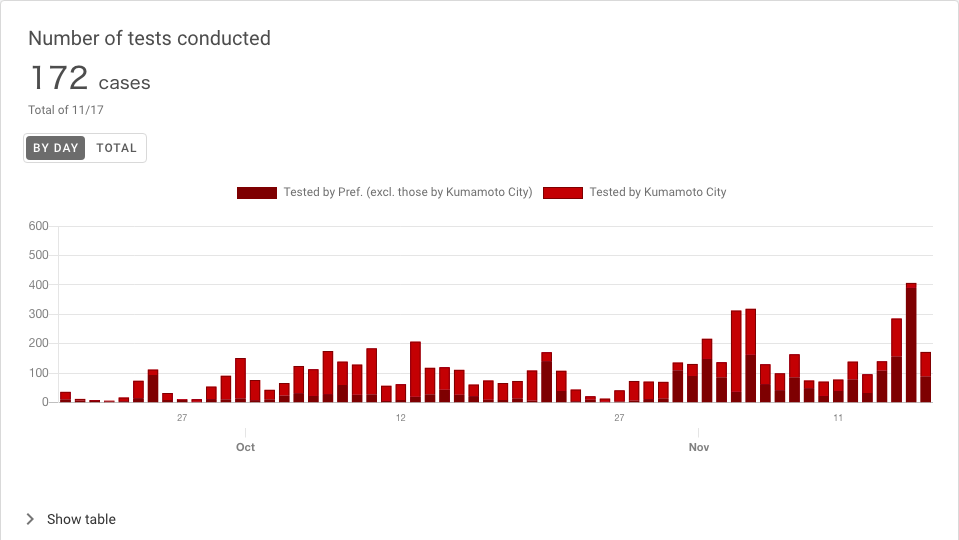 Number of tests conducted
172 cases
Total of 11/17
BY DAY TOTAL
Tested by Pref. (excl. those by Kumamoto City) Tested by Kumamoto City
600
500
400
300
200
100
0
27 12 27 11
Oct Nov
Show table